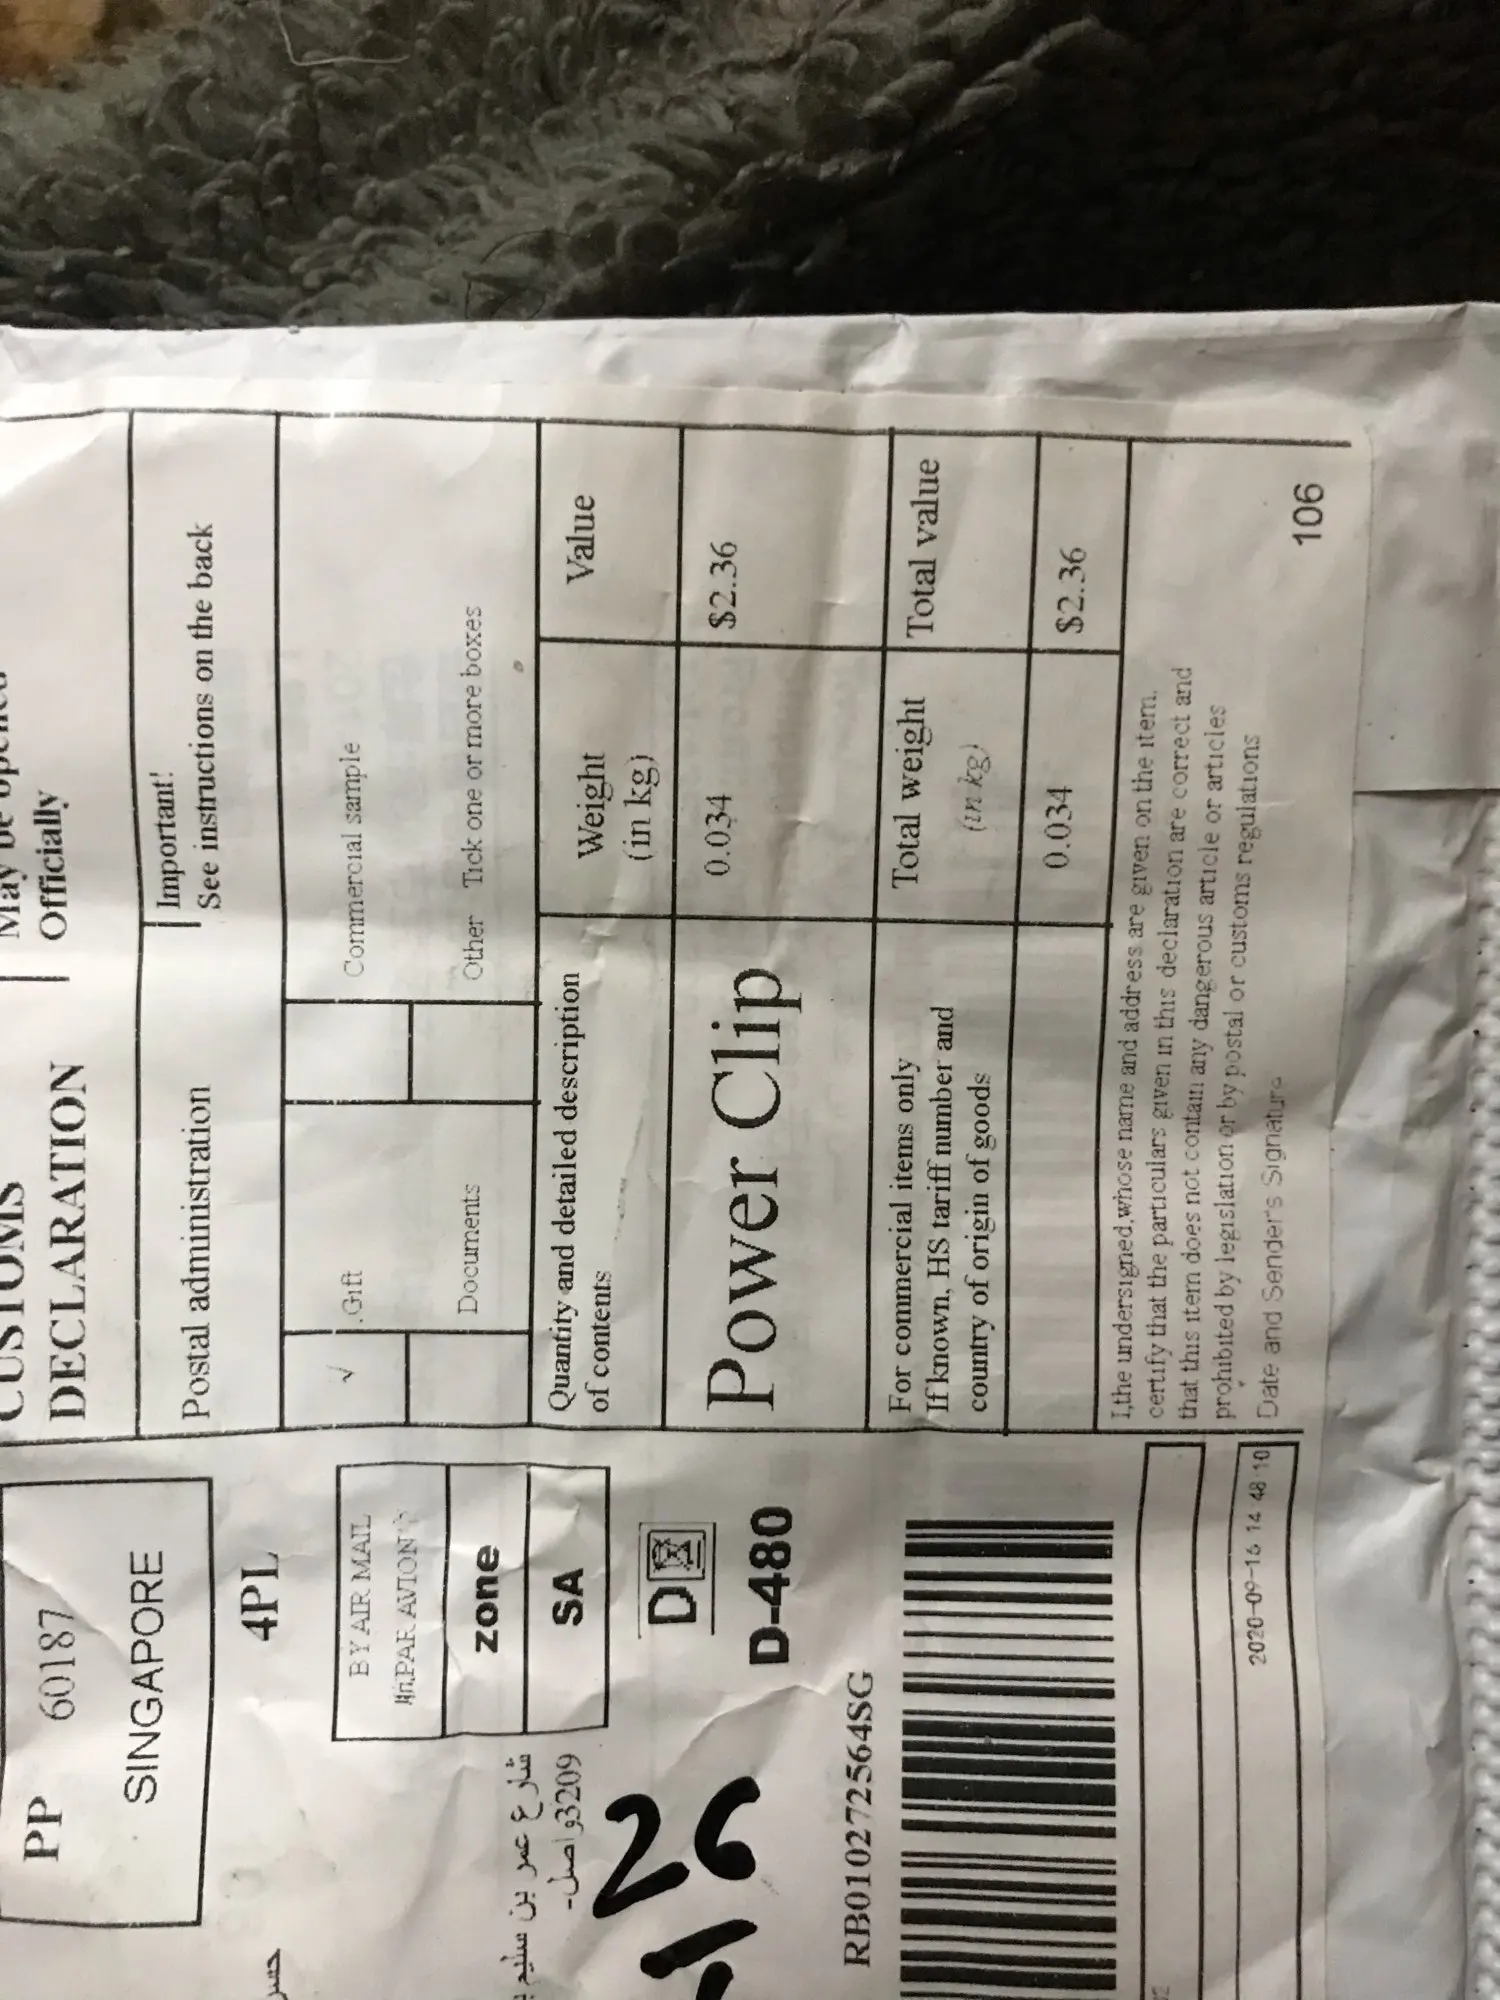 PP 60187
SINGAPORE
4PL
BY AIR MAIL
PAR AVION
zone
SA
شارع عمر بن سليم
3209واصل-
D
D-480
26
RB010272564SG
2020-09-16 14 48 10
CUSTOMS
DECLARATION
May be opened
Officially
Postal administration
Important!
See instructions on the back
√ .Gift
Commercial sample
Documents
Other Tick one or more boxes
Quantity and detailed description
of contents
Weight
(in kg)
Value
Power Clip
0.034
$2.36
For commercial items only
If known, HS tariff number and
country of origin of goods
Total weight
(in kg)
Total value
0.034
$2.36
I,the undersigned,whose name and address are given on the item,
certify that the particulars given in this declaration are correct and
that this item does not contain any dangerous article or articles
prohibited by legislation or by postal or customs regulations
Date and Sender's Signature
106